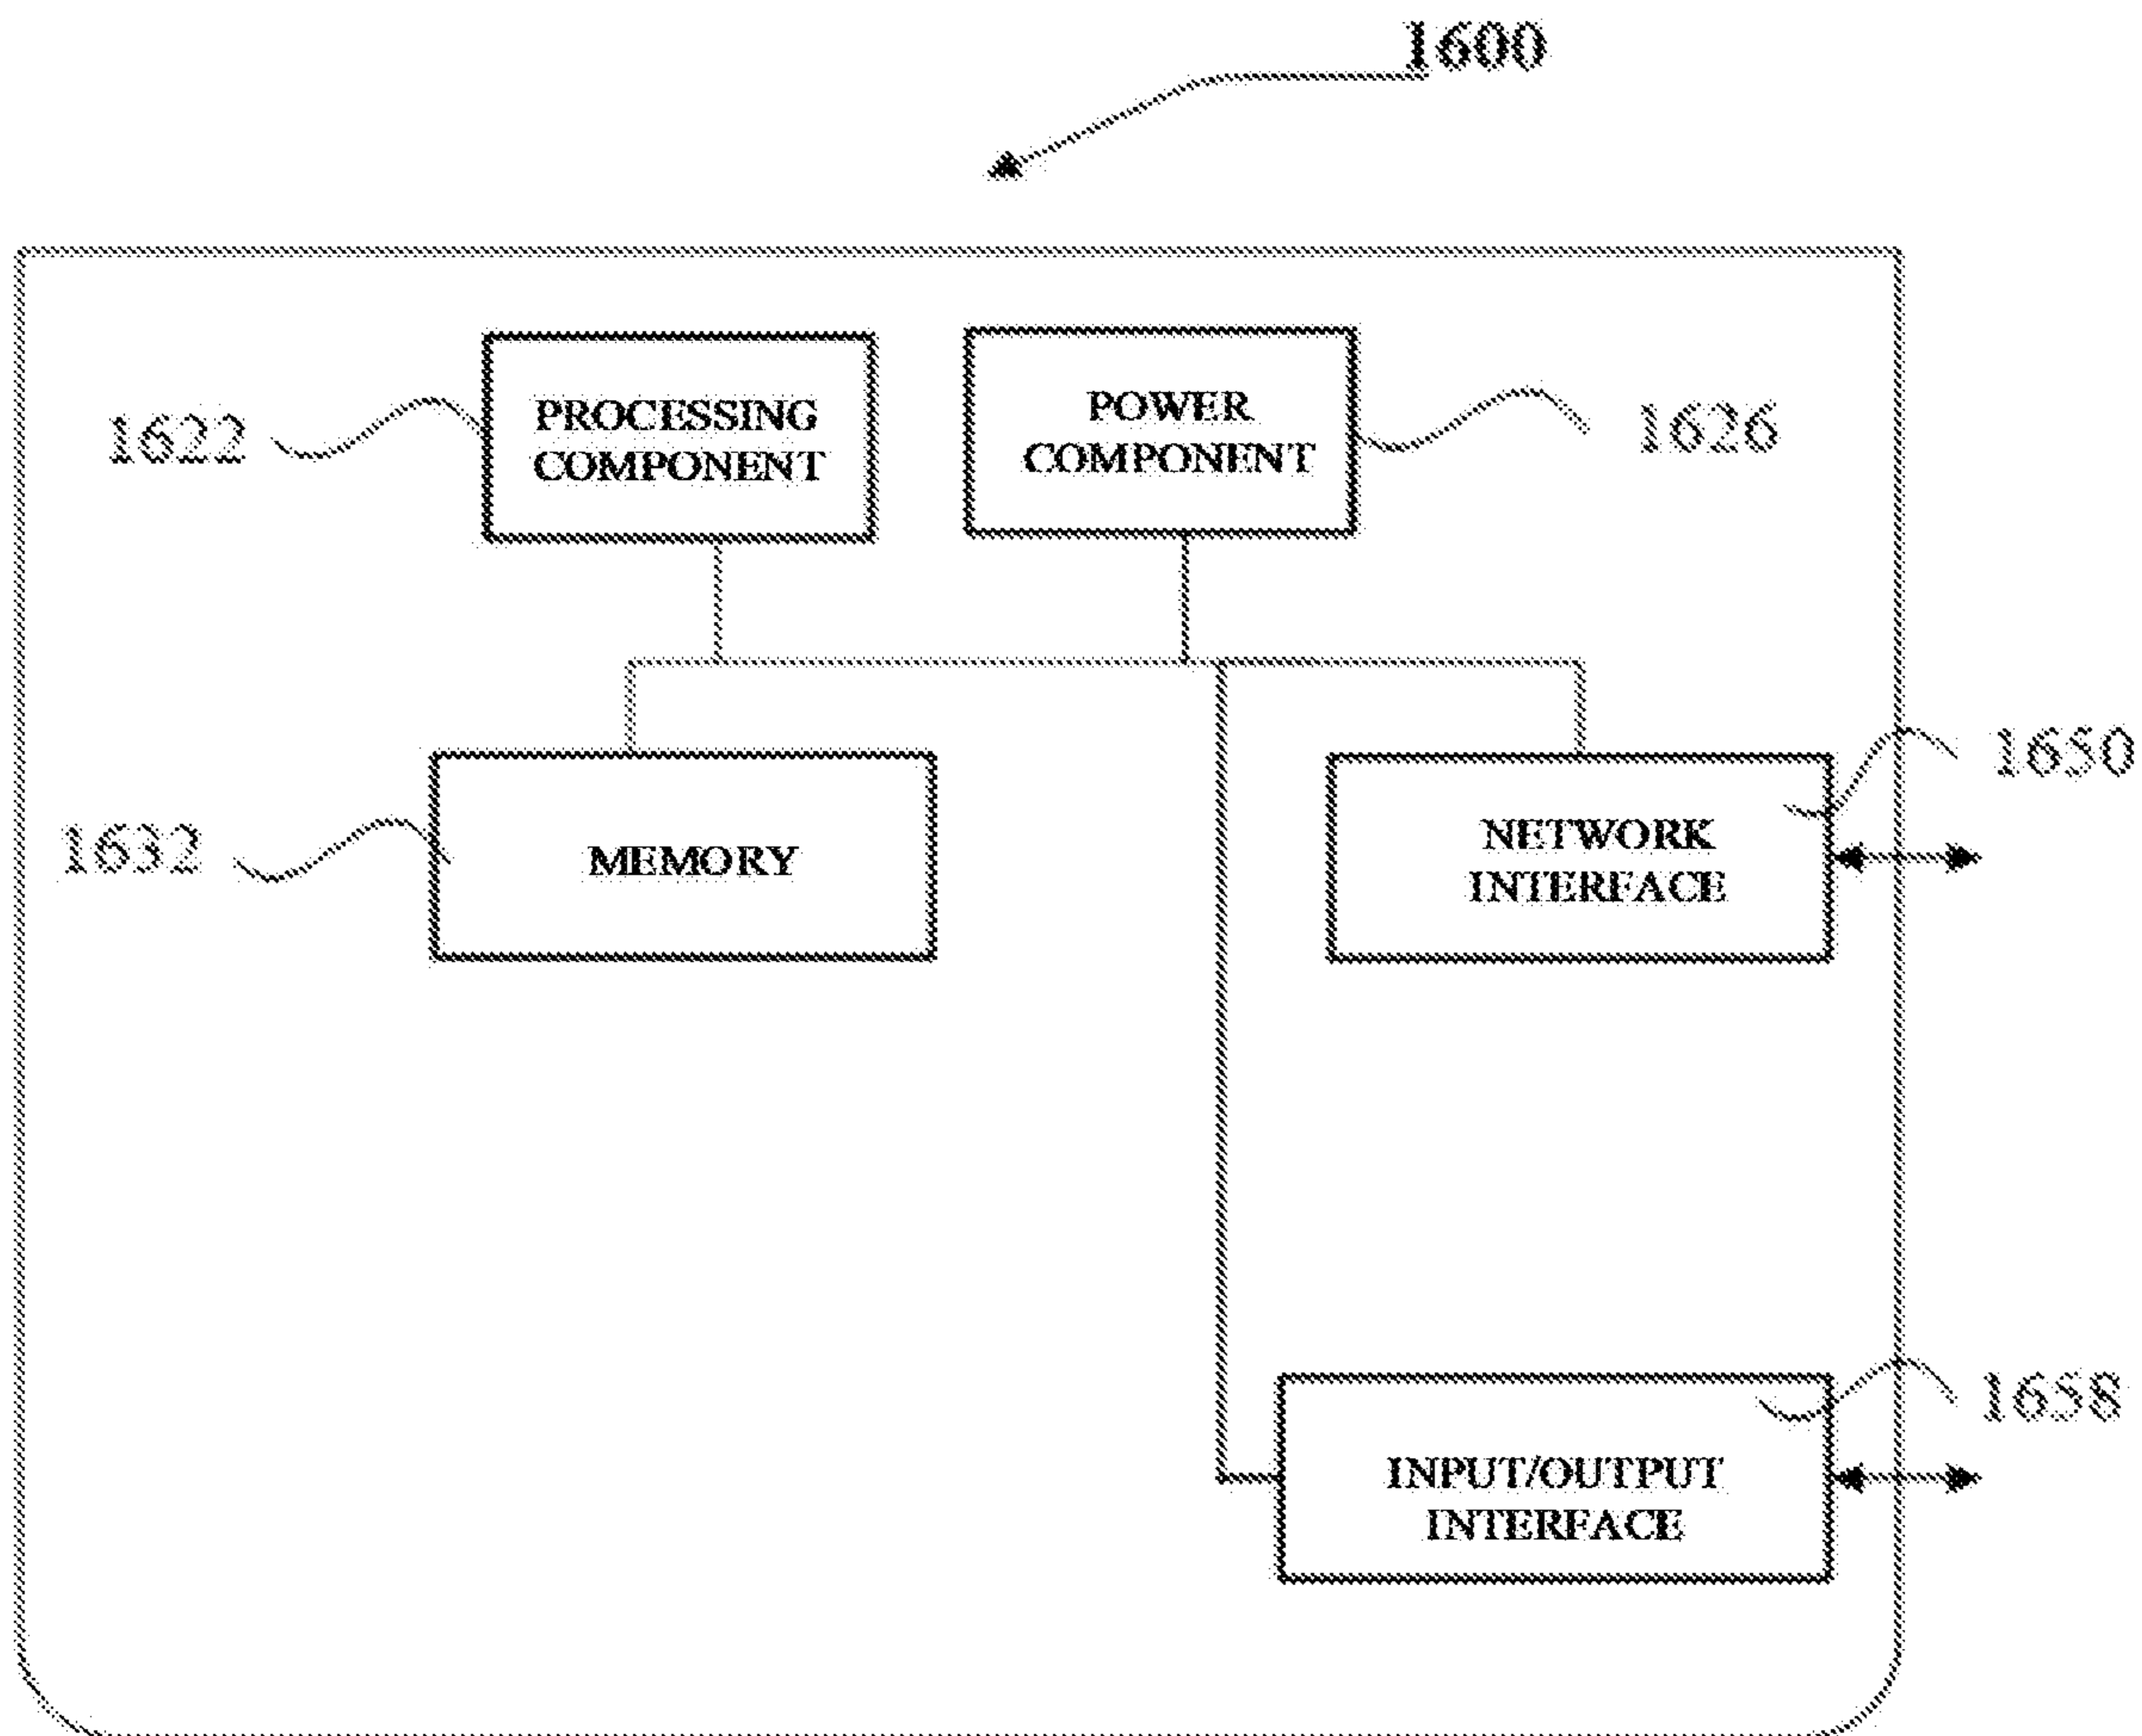 1600
1622
PROCESSING
COMPONENT
POWER
COMPONENT
1626
1632
MEMORY
NETWORK
INTERFACE
1650
1658
INPUT/OUTPUT
INTERFACE